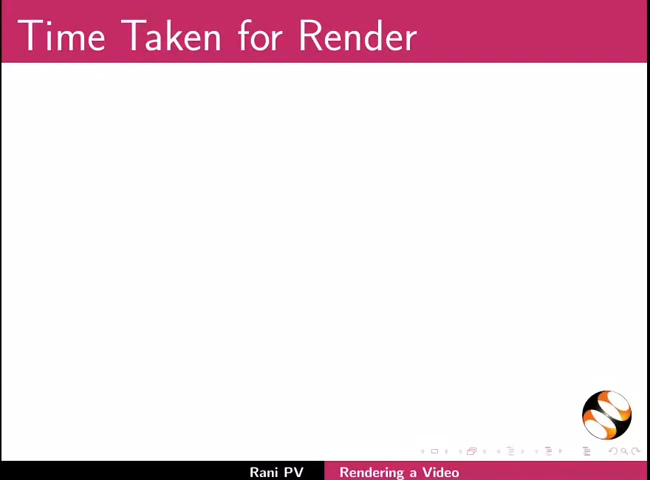 Time Taken for Render
Rani PV
Rendering a Video